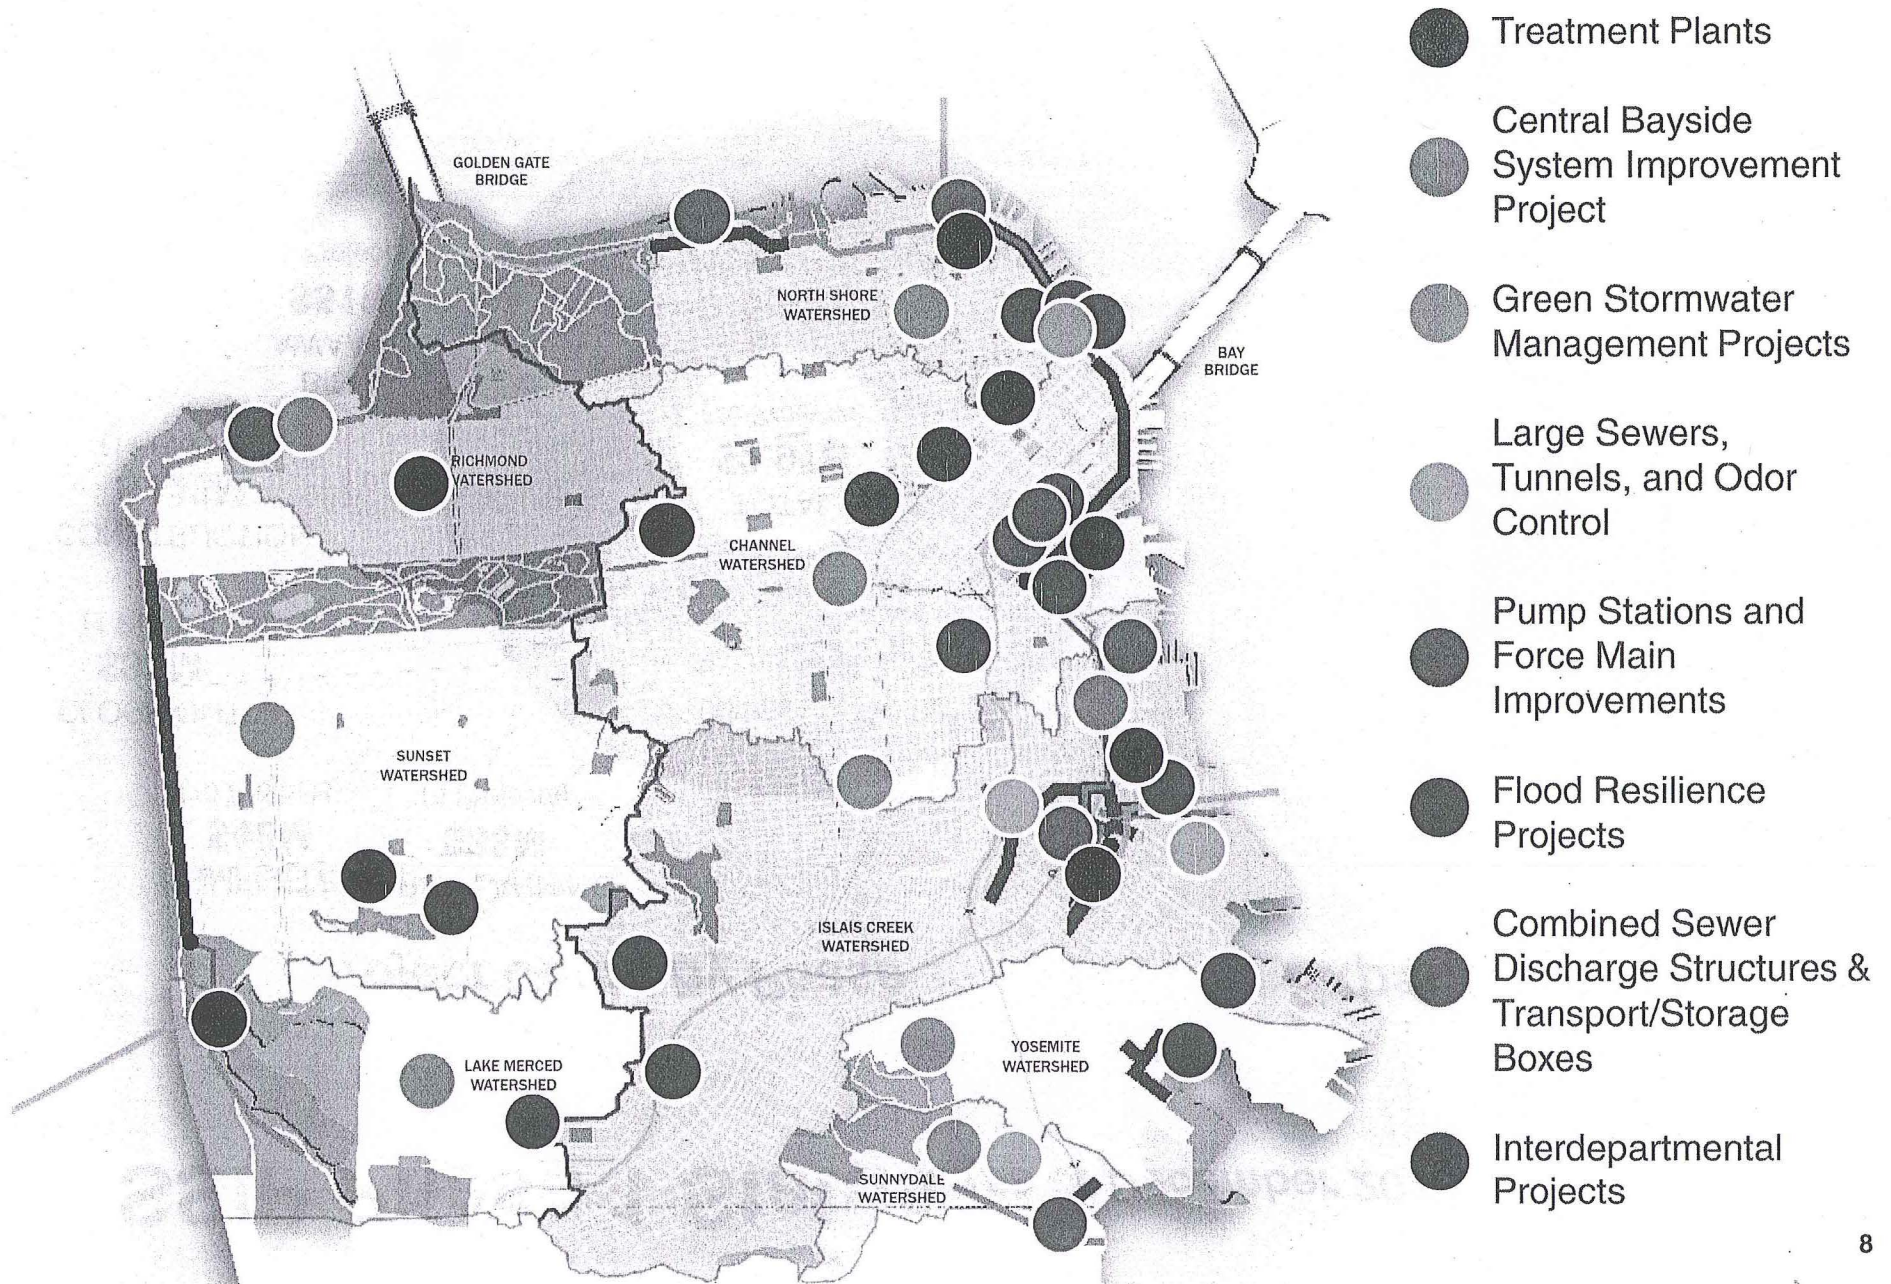 GOLDEN GATE
BRIDGE
NORTH SHORE
WATERSHED
BAY
BRIDGE
RICHMOND
WATERSHED
CHANNEL
WATERSHED
SUNSET
WATERSHED
ISLAIS CREEK
WATERSHED
LAKE MERCED
WATERSHED
YOSEMITE
WATERSHED
SUNNYDALE
WATERSHED
Treatment Plants
Central Bayside
System Improvement
Project
Green Stormwater
Management Projects
Large Sewers,
Tunnels, and Odor
Control
Pump Stations and
Force Main
Improvements
Flood Resilience
Projects
Combined Sewer
Discharge Structures &
Transport/Storage
Boxes
Interdepartmental
Projects
8